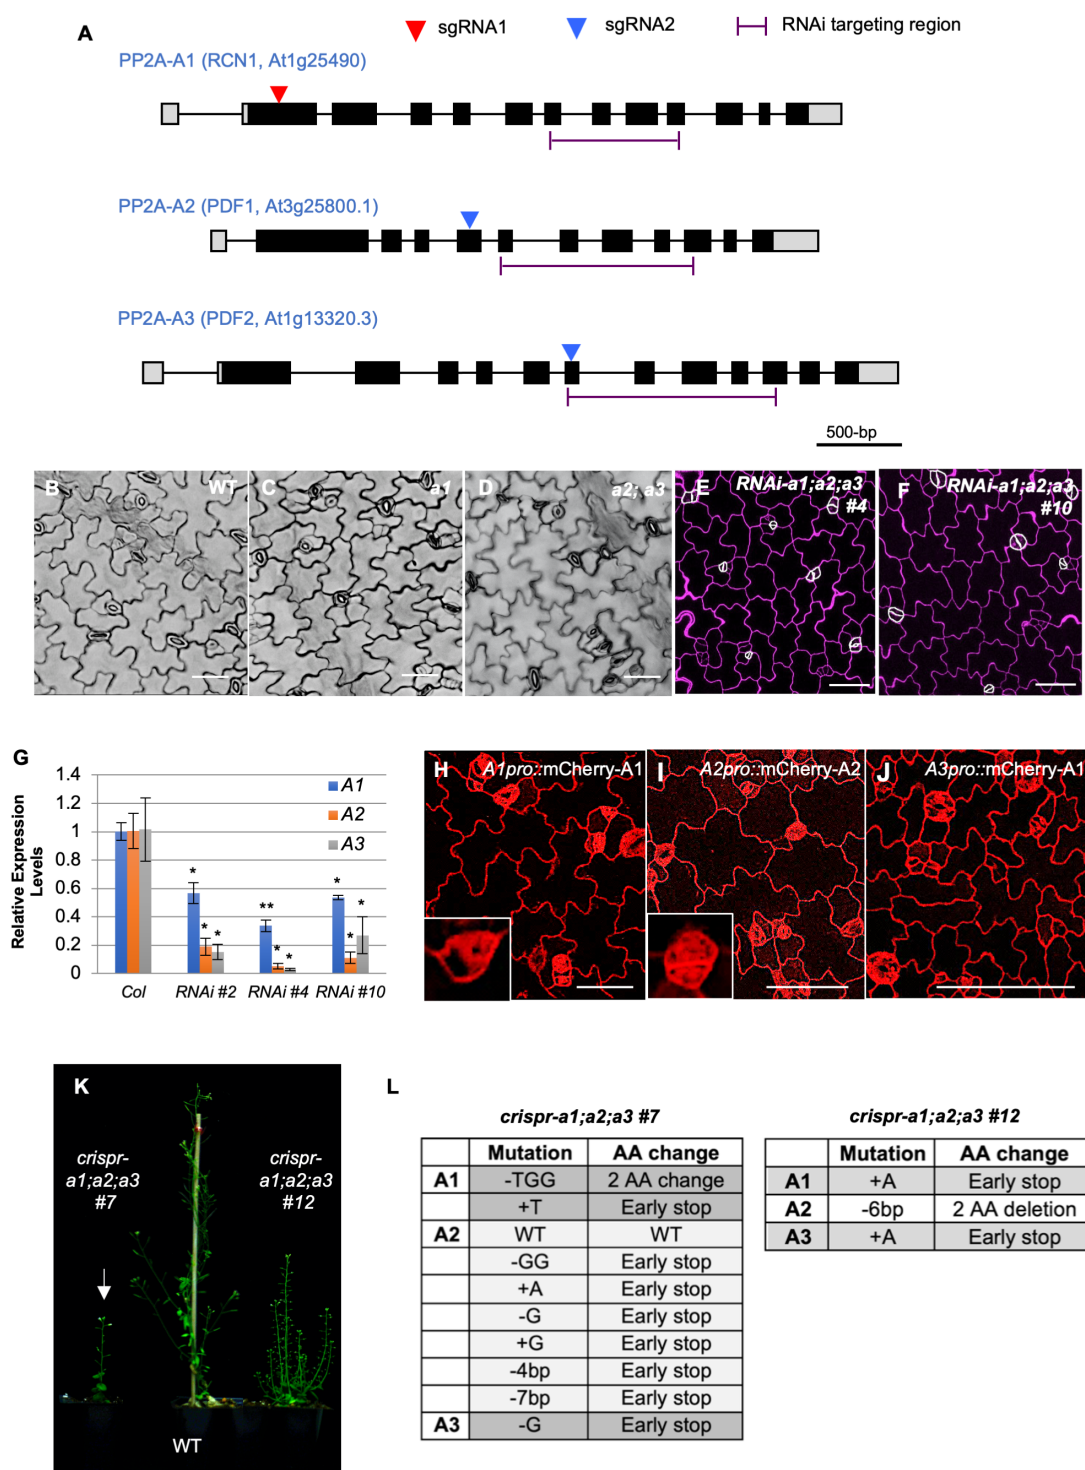 A
sgRNA1
sgRNA2
RNAi targeting region
PP2A-A1 (RCN1, At1g25490)
PP2A-A2 (PDF1, At3g25800.1)
PP2A-A3 (PDF2, At1g13320.3)
500-bp
B WT
C a1
D a2; a3
E RNAi-a1;a2;a3
#4
F RNAi-a1;a2;a3
#10
G
Relative Expression
Levels
1.4
1.2
1
0.8
0.6
0.4
0.2
0
A1
A2
A3
* * *
** * *
* * *
Col RNAi #2 RNAi #4 RNAi #10
H A1pro::mCherry-A1
I A2pro::mCherry-A2
J A3pro::mCherry-A1
K
crispr-
a1;a2;a3
#7
crispr-
a1;a2;a3
#12
WT
L
crispr-a1;a2;a3 #7
Mutation AA change
A1 -TGG 2 AA change
+T Early stop
A2 WT WT
-GG Early stop
+A Early stop
-G Early stop
+G Early stop
-4bp Early stop
-7bp Early stop
A3 -G Early stop
crispr-a1;a2;a3 #12
Mutation AA change
A1 +A Early stop
A2 -6bp 2 AA deletion
A3 +A Early stop